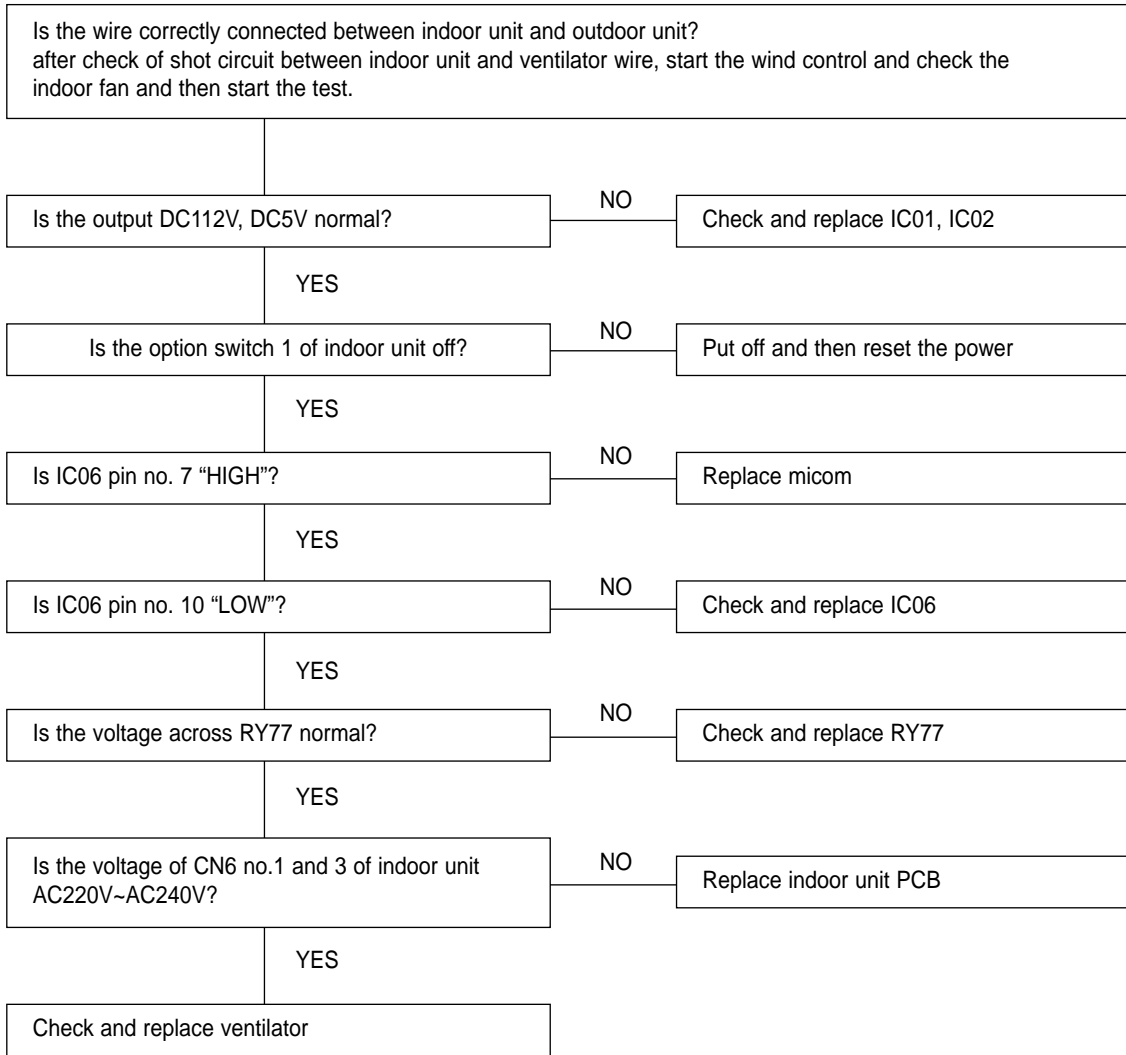 Is the wire correctly connected between indoor unit and outdoor unit?
after check of shot circuit between indoor unit and ventilator wire, start the wind control and check the
indoor fan and then start the test.
Is the output DC112V, DC5V normal?
NO
Check and replace IC01, IC02
YES
Is the option switch 1 of indoor unit off?
NO
Put off and then reset the power
YES
Is IC06 pin no. 7 “HIGH”?
NO
Replace micom
YES
Is IC06 pin no. 10 “LOW”?
NO
Check and replace IC06
YES
Is the voltage across RY77 normal?
NO
Check and replace RY77
YES
Is the voltage of CN6 no.1 and 3 of indoor unit
AC220V~AC240V?
NO
Replace indoor unit PCB
YES
Check and replace ventilator